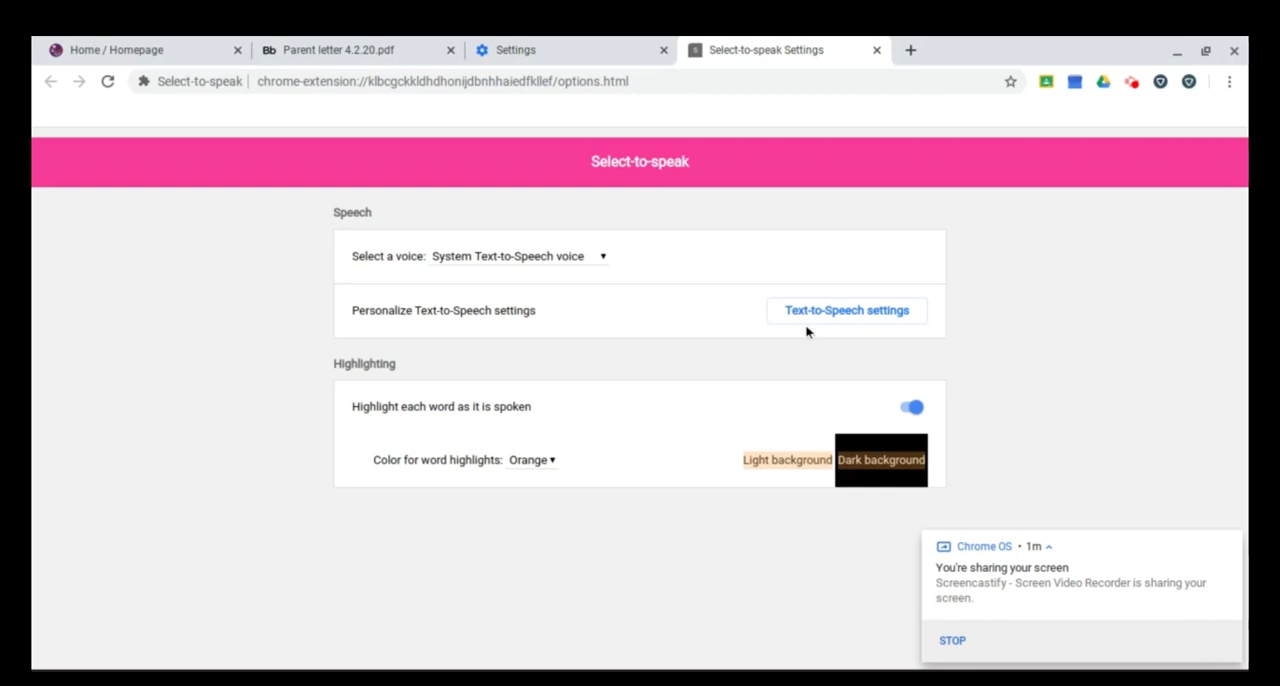 Home / Homepage
Bb Parent letter 4.2.20.pdf
Settings
Select-to-speak Settings
Select-to-speak | chrome-extension://klbcgckkldhdhonijdbnhhaiedfkllef/options.html
Select-to-speak
Speech
Select a voice: System Text-to-Speech voice
Personalize Text-to-Speech settings
Text-to-Speech settings
Highlighting
Highlight each word as it is spoken
Color for word highlights: Orange
Light background
Dark background
Chrome OS • 1m
You're sharing your screen
Screencastify - Screen Video Recorder is sharing your
screen.
STOP